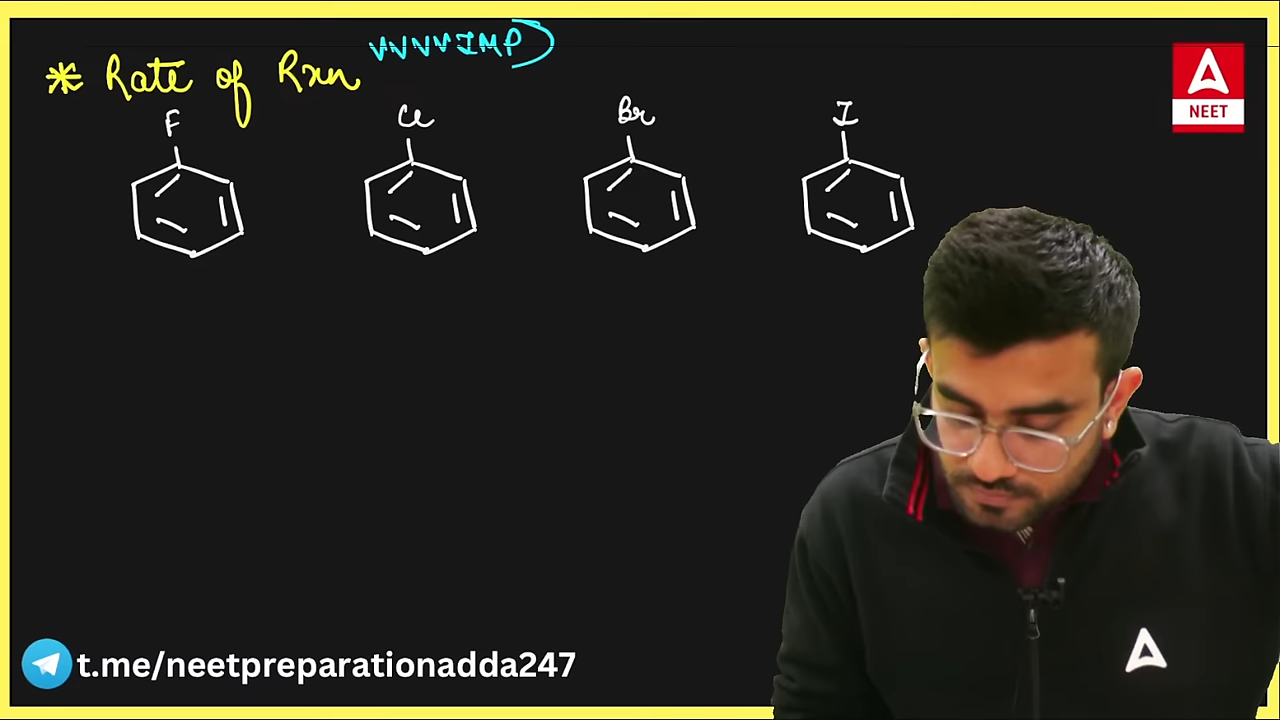 VVVVIMP)
* Rate of Rxn
F Cl Br I
NEET
t.me/neetpreparationadda247